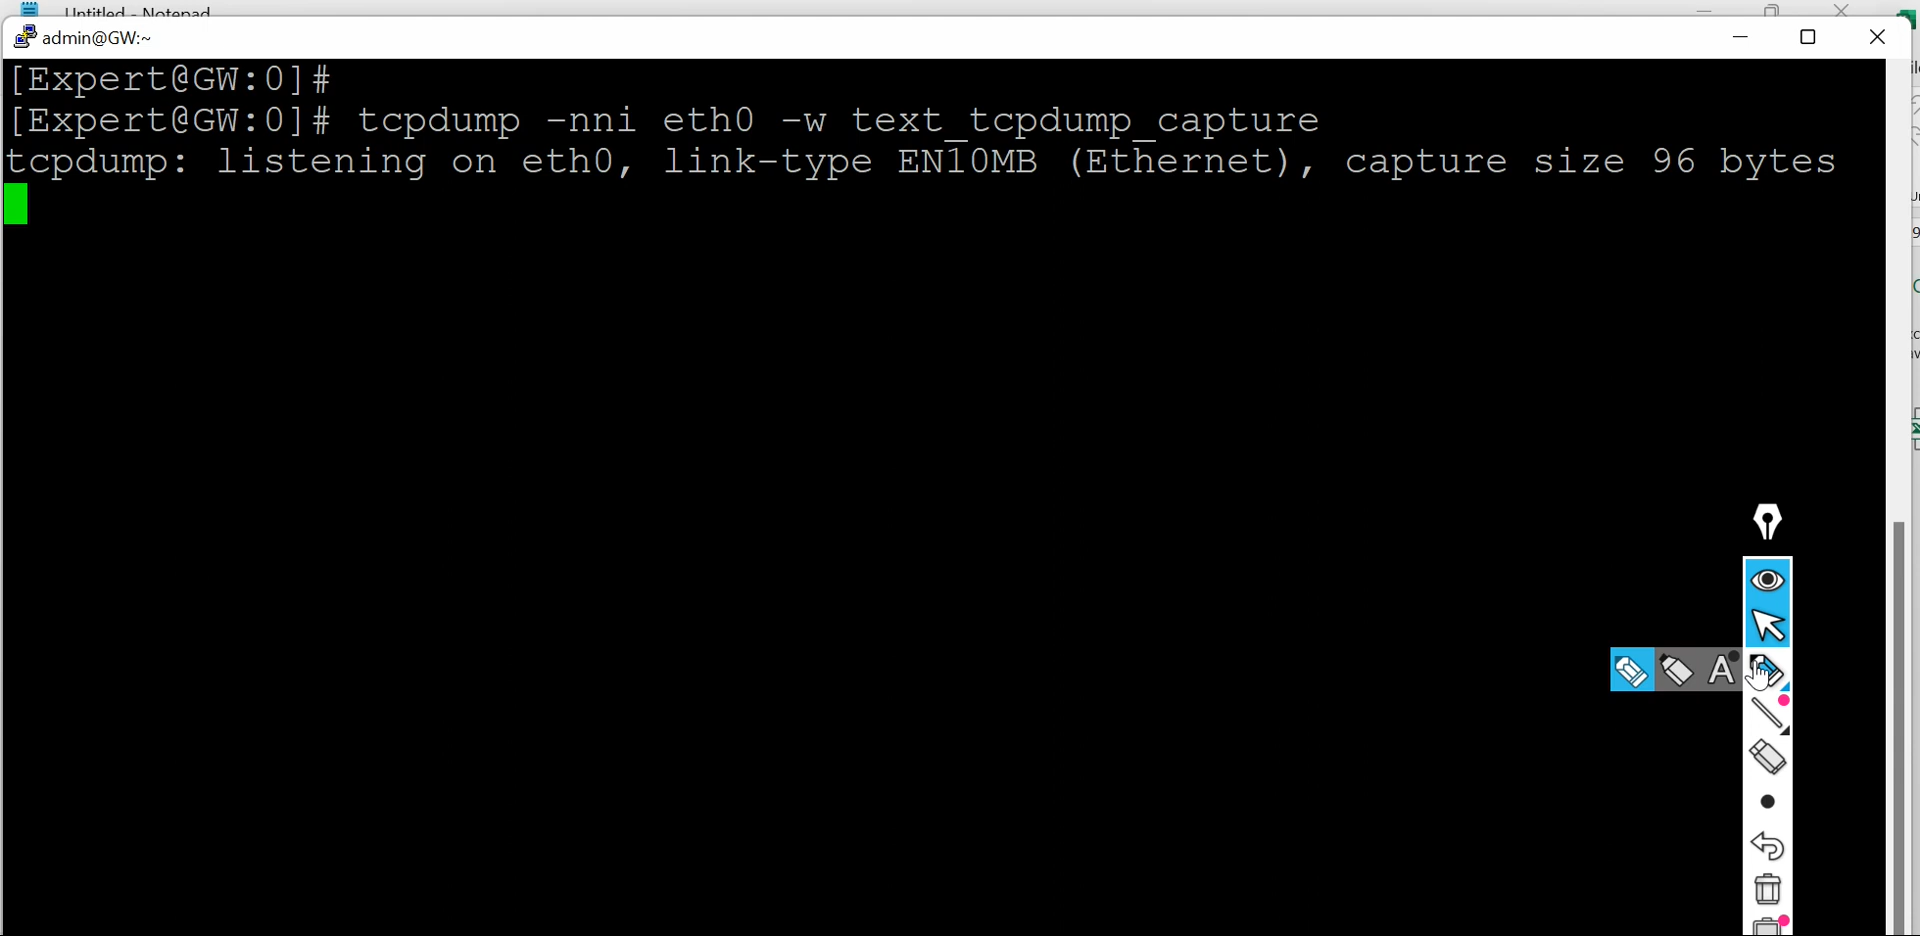 Untitled - Notepad
admin@GW:~
[Expert@GW:0]#
[Expert@GW:0]# tcpdump -nni eth0 -w text_tcpdump_capture
tcpdump: listening on eth0, link-type EN10MB (Ethernet), capture size 96 bytes
A